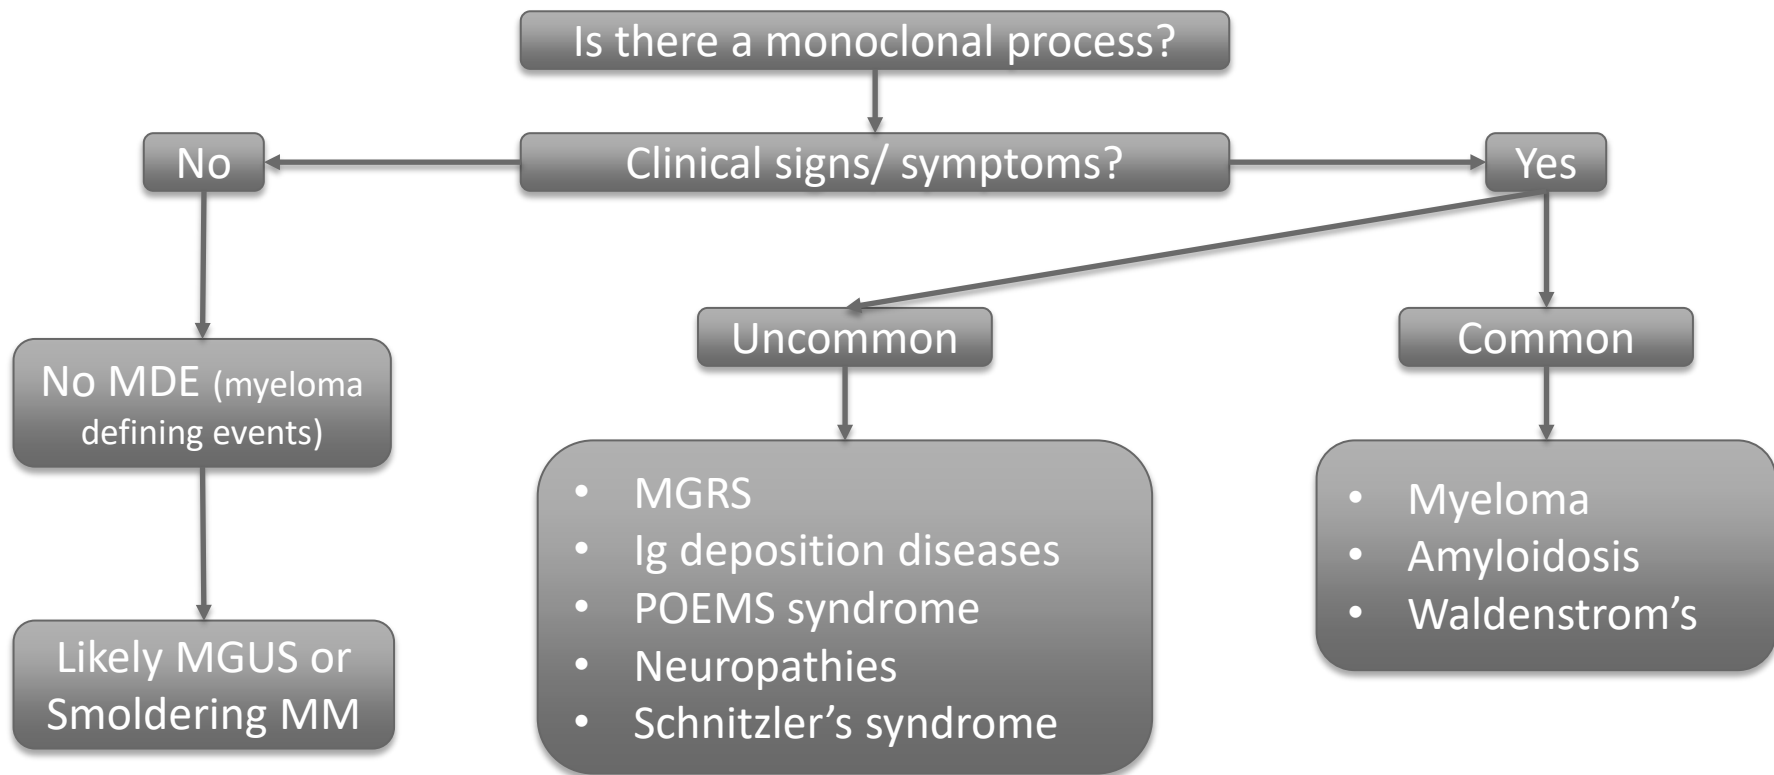 Is there a monoclonal process?
No
Clinical signs/ symptoms?
Yes
Uncommon
Common
No MDE (myeloma
defining events)
• MGRS
• Ig deposition diseases
• POEMS syndrome
• Neuropathies
• Schnitzler’s syndrome
• Myeloma
• Amyloidosis
• Waldenstrom’s
Likely MGUS or
Smoldering MM